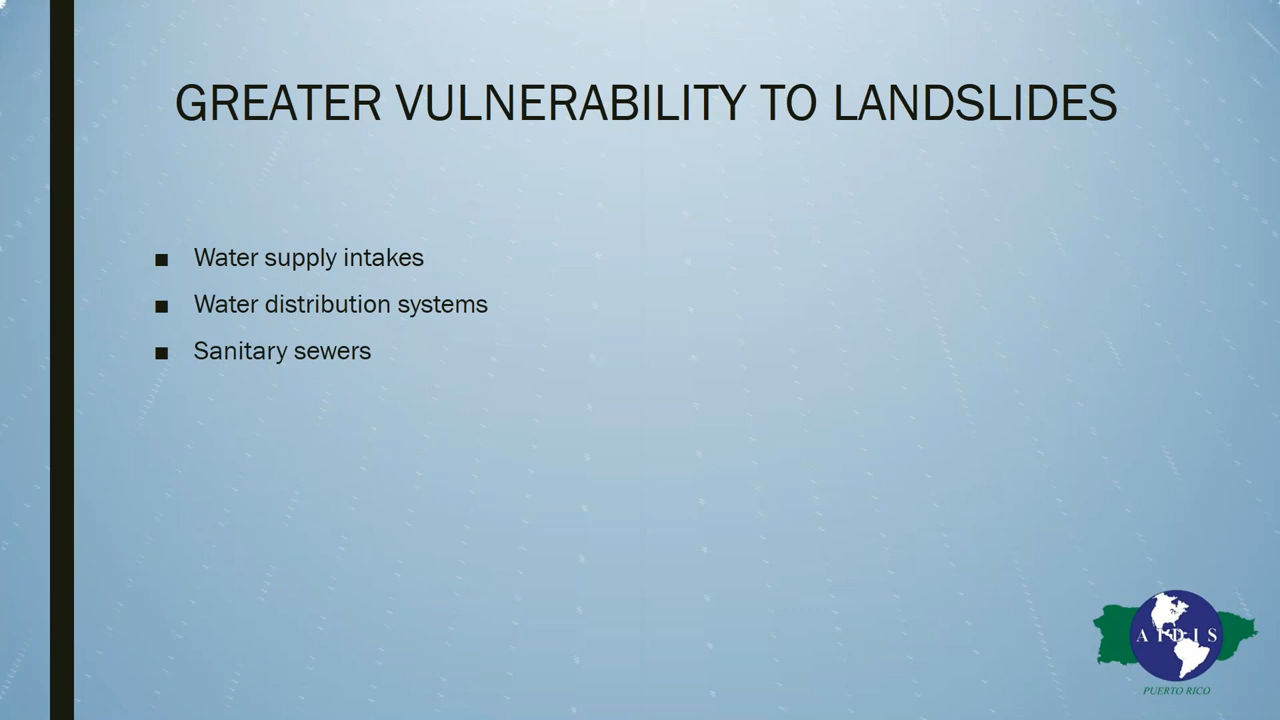 GREATER VULNERABILITY TO LANDSLIDES
■ Water supply intakes
■ Water distribution systems
■ Sanitary sewers
AIDIS
PUERTO RICO